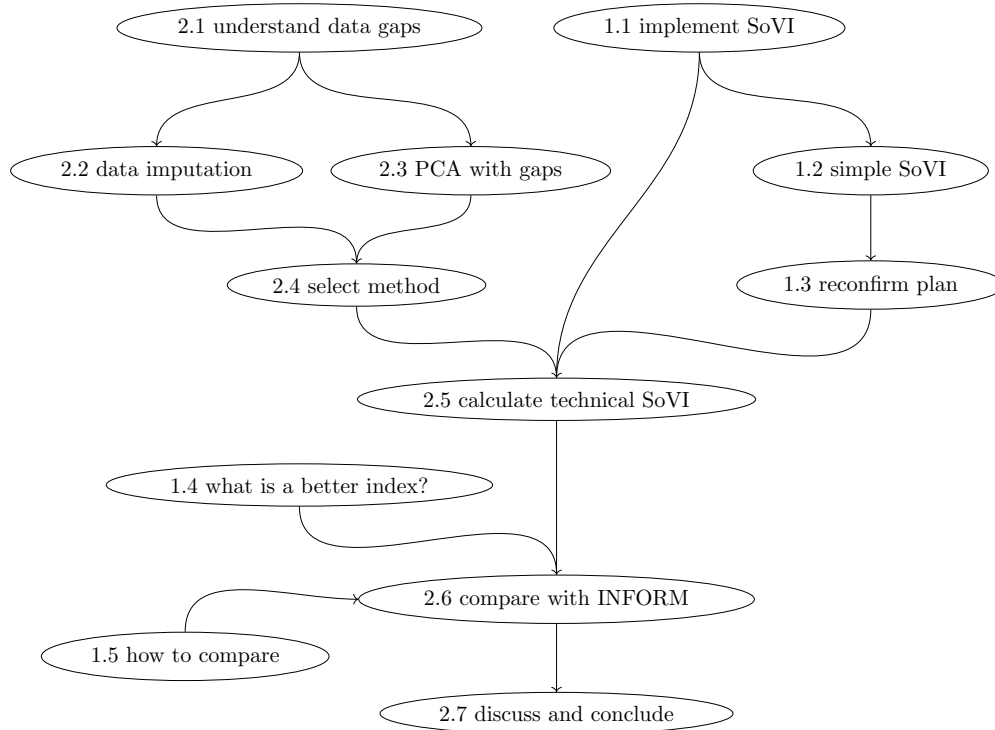 2.1 understand data gaps
1.1 implement SoVI
2.2 data imputation
2.3 PCA with gaps
1.2 simple SoVI
2.4 select method
1.3 reconfirm plan
2.5 calculate technical SoVI
1.4 what is a better index?
2.6 compare with INFORM
1.5 how to compare
2.7 discuss and conclude